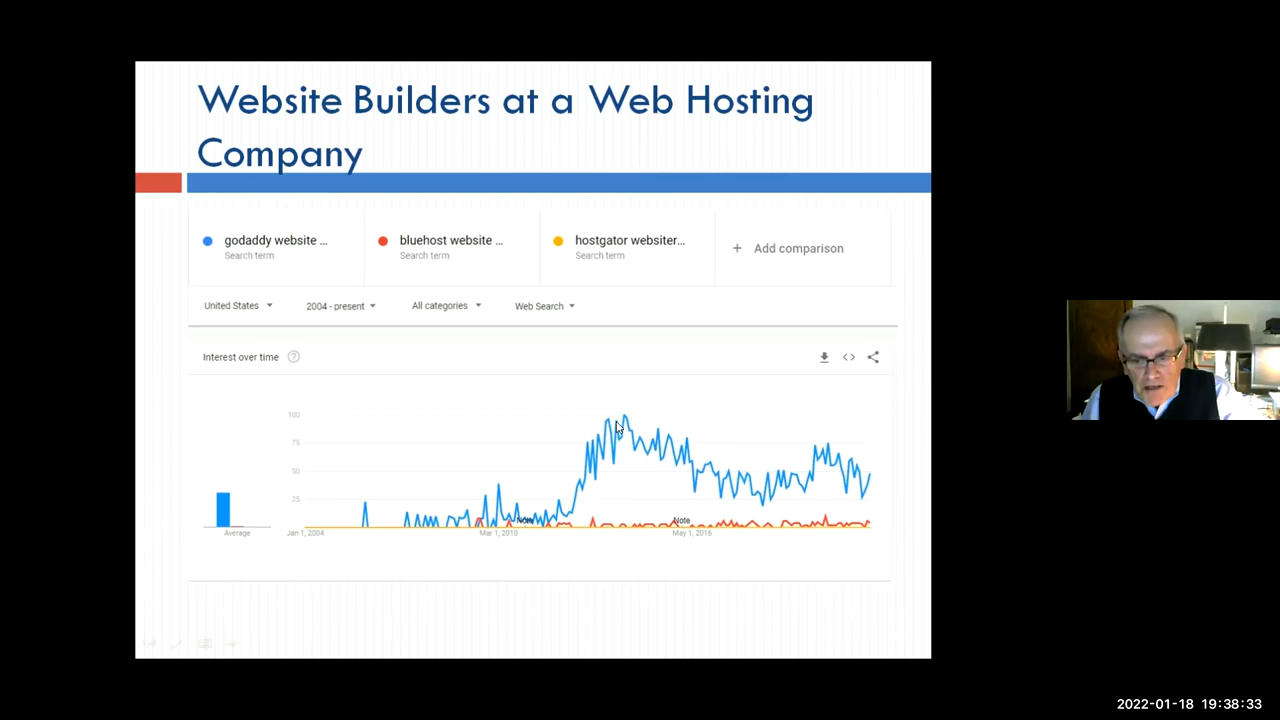 Website Builders at a Web Hosting
Company
godaddy website ...
Search term
bluehost website ...
Search term
hostgator websiter...
Search term
+ Add comparison
United States
2004 - present
All categories
Web Search
Interest over time ?
100
75
50
25
Note
Note
Average
Jan 1, 2004
Mar 1, 2010
May 1, 2016
2022-01-18 19:38:33